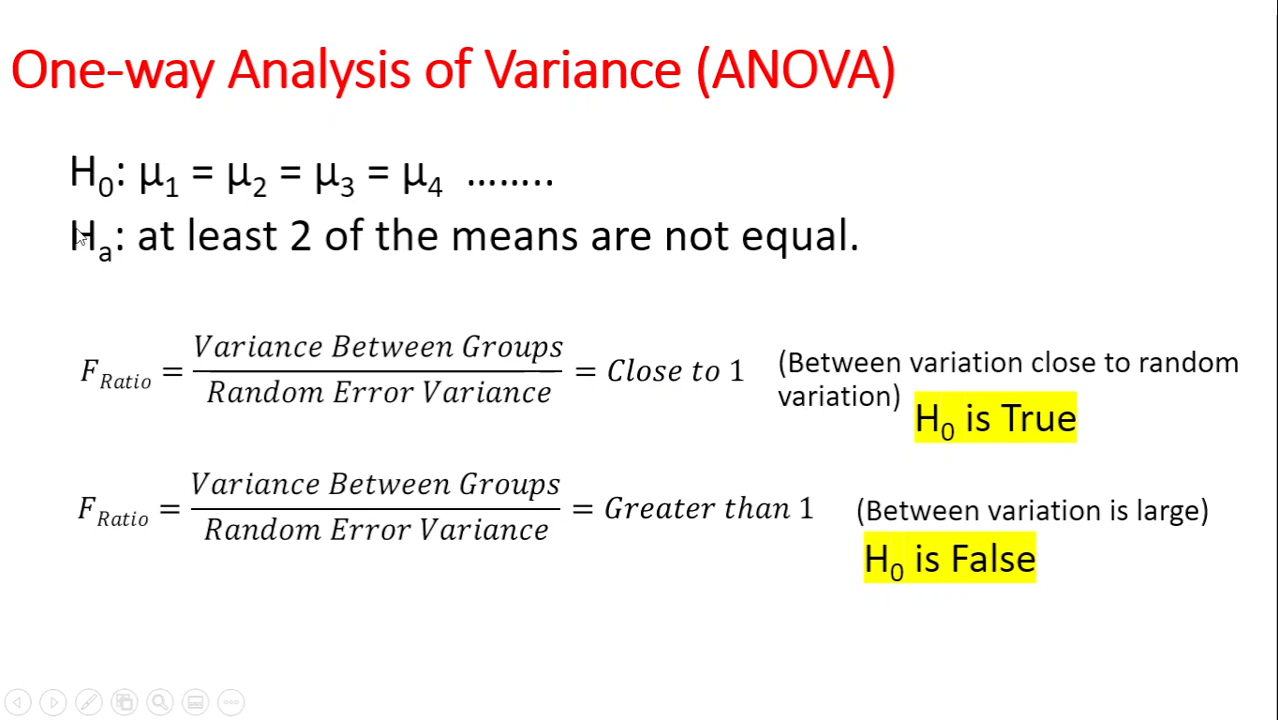 One-way Analysis of Variance (ANOVA)
H₀: μ₁ = μ₂ = μ₃ = μ₄ ........
Hₐ: at least 2 of the means are not equal.
F_Ratio = Variance Between Groups / Random Error Variance = Close to 1
(Between variation close to random
variation)
H₀ is True
F_Ratio = Variance Between Groups / Random Error Variance = Greater than 1
(Between variation is large)
H₀ is False